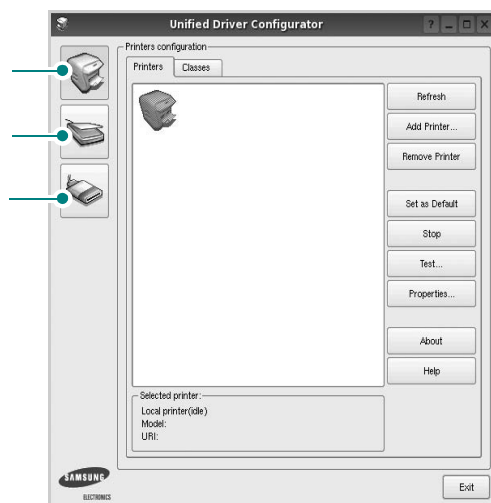 Unified Driver Configurator
Printers configuration
Printers
Classes
Refresh
Add Printer...
Remove Printer
Set as Default
Stop
Test...
Properties...
About
Help
Selected printer:
Local printer(idle)
Model:
URI:
SAMSUNG
ELECTRONICS
Exit